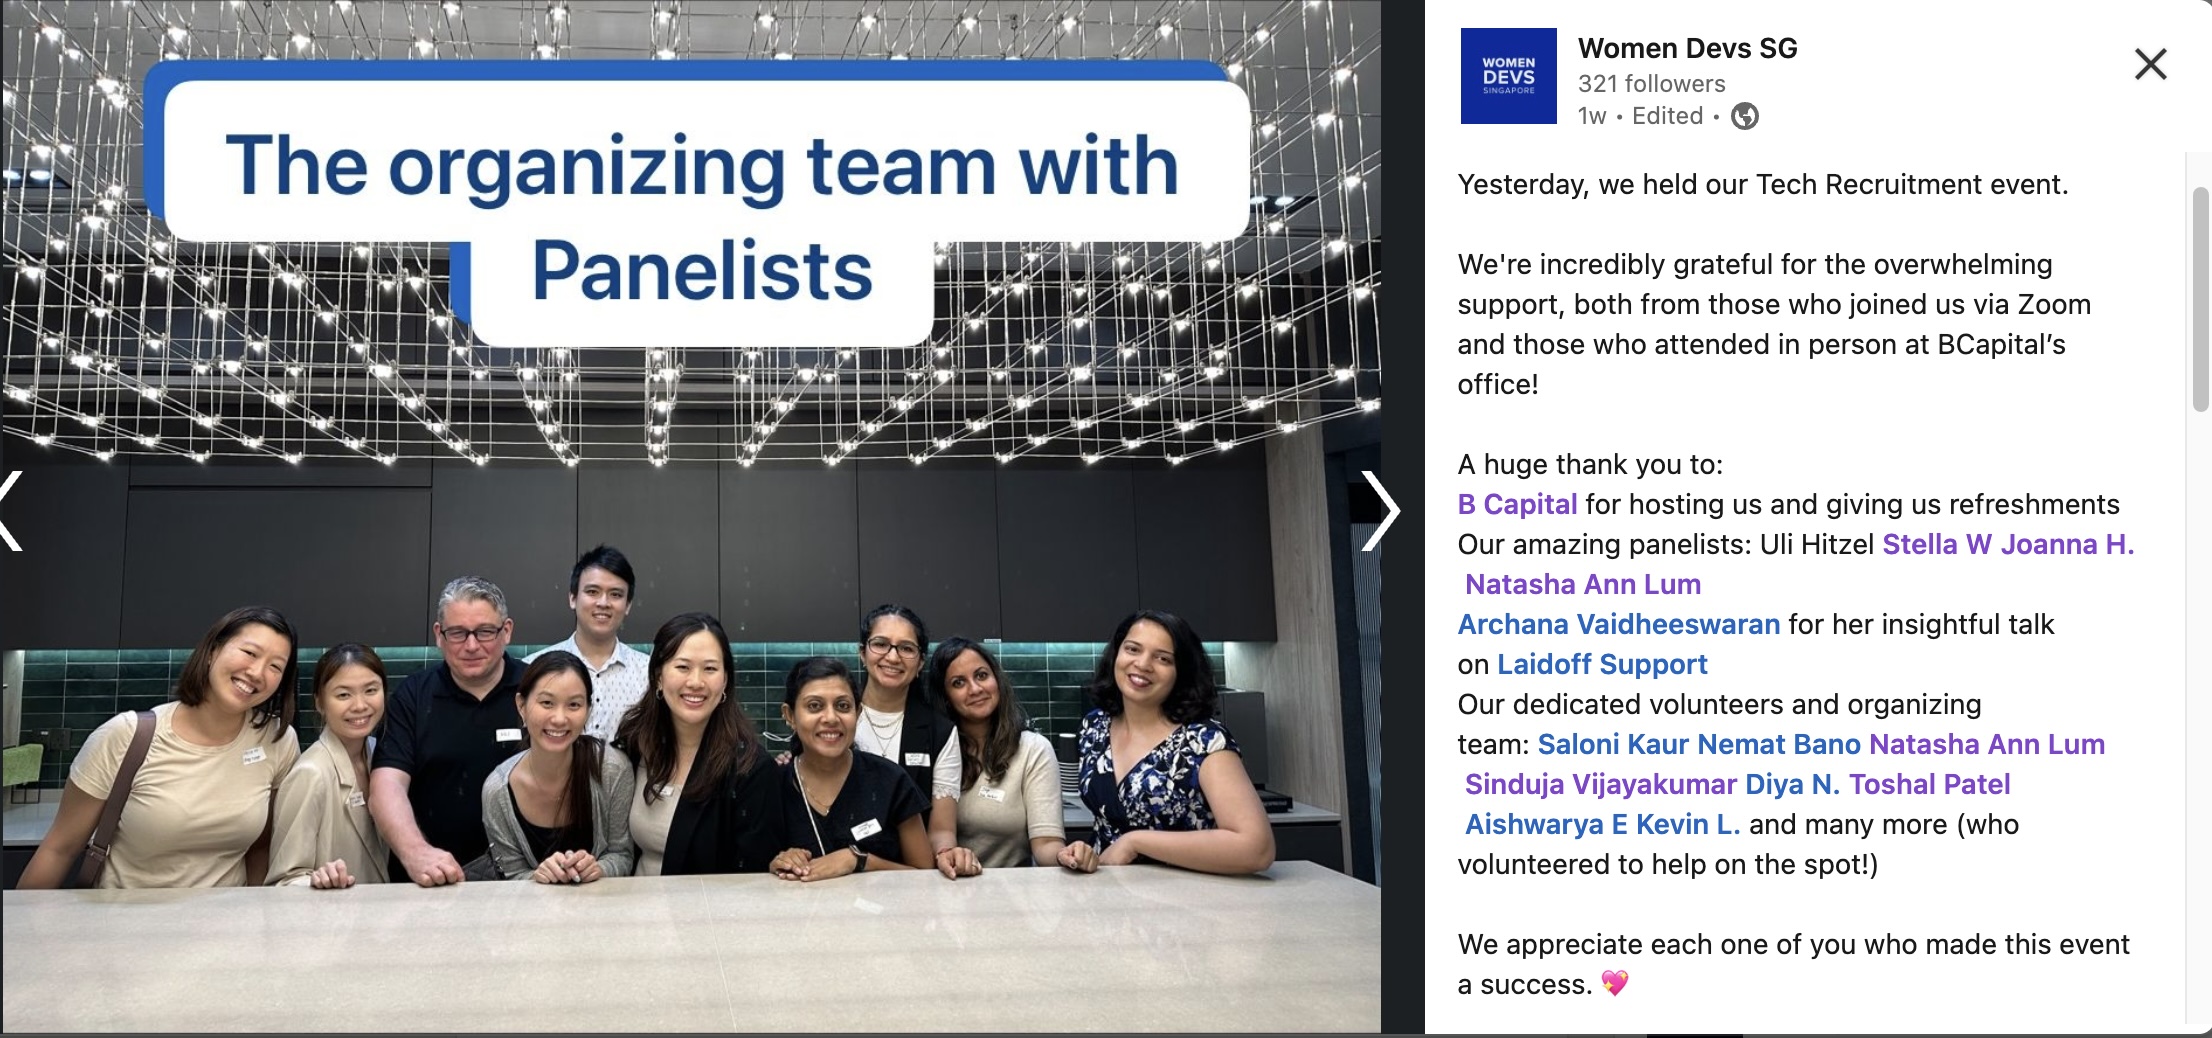 The organizing team with
Panelists
WOMEN
DEVS
SINGAPORE
Women Devs SG
321 followers
1w • Edited •
Yesterday, we held our Tech Recruitment event.
We're incredibly grateful for the overwhelming
support, both from those who joined us via Zoom
and those who attended in person at BCapital’s
office!
A huge thank you to:
B Capital for hosting us and giving us refreshments
Our amazing panelists: Uli Hitzel Stella W Joanna H.
Natasha Ann Lum
Archana Vaidheeswaran for her insightful talk
on Laidoff Support
Our dedicated volunteers and organizing
team: Saloni Kaur Nemat Bano Natasha Ann Lum
Sinduja Vijayakumar Diya N. Toshal Patel
Aishwarya E Kevin L. and many more (who
volunteered to help on the spot!)
We appreciate each one of you who made this event
a success. 💖